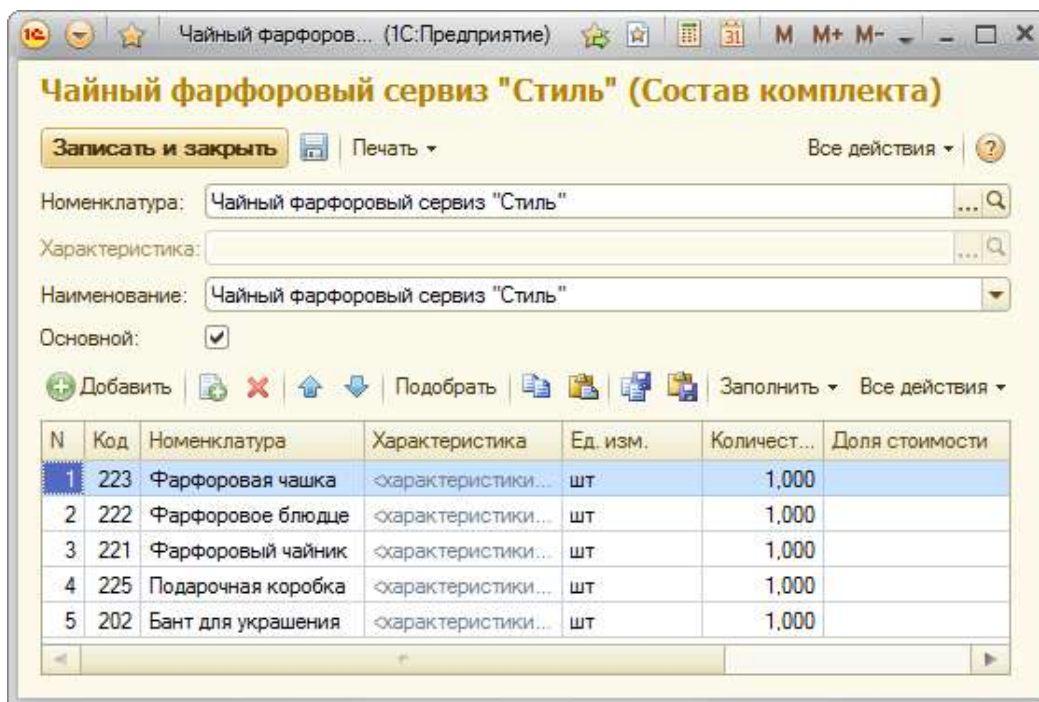 1С Чайный фарфоров... (1С:Предприятие) 31 M M+ M-
Чайный фарфоровый сервиз "Стиль" (Состав комплекта)
Записать и закрыть Печать Все действия ?
Номенклатура: Чайный фарфоровый сервиз "Стиль" ...
Характеристика: ...
Наименование: Чайный фарфоровый сервиз "Стиль"
Основной:
Добавить Подобрать Заполнить Все действия
N Код Номенклатура Характеристика Ед. изм. Количест... Доля стоимости
1 223 Фарфоровая чашка <характеристики... шт 1,000
2 222 Фарфоровое блюдце <характеристики... шт 1,000
3 221 Фарфоровый чайник <характеристики... шт 1,000
4 225 Подарочная коробка <характеристики... шт 1,000
5 202 Бант для украшения <характеристики... шт 1,000